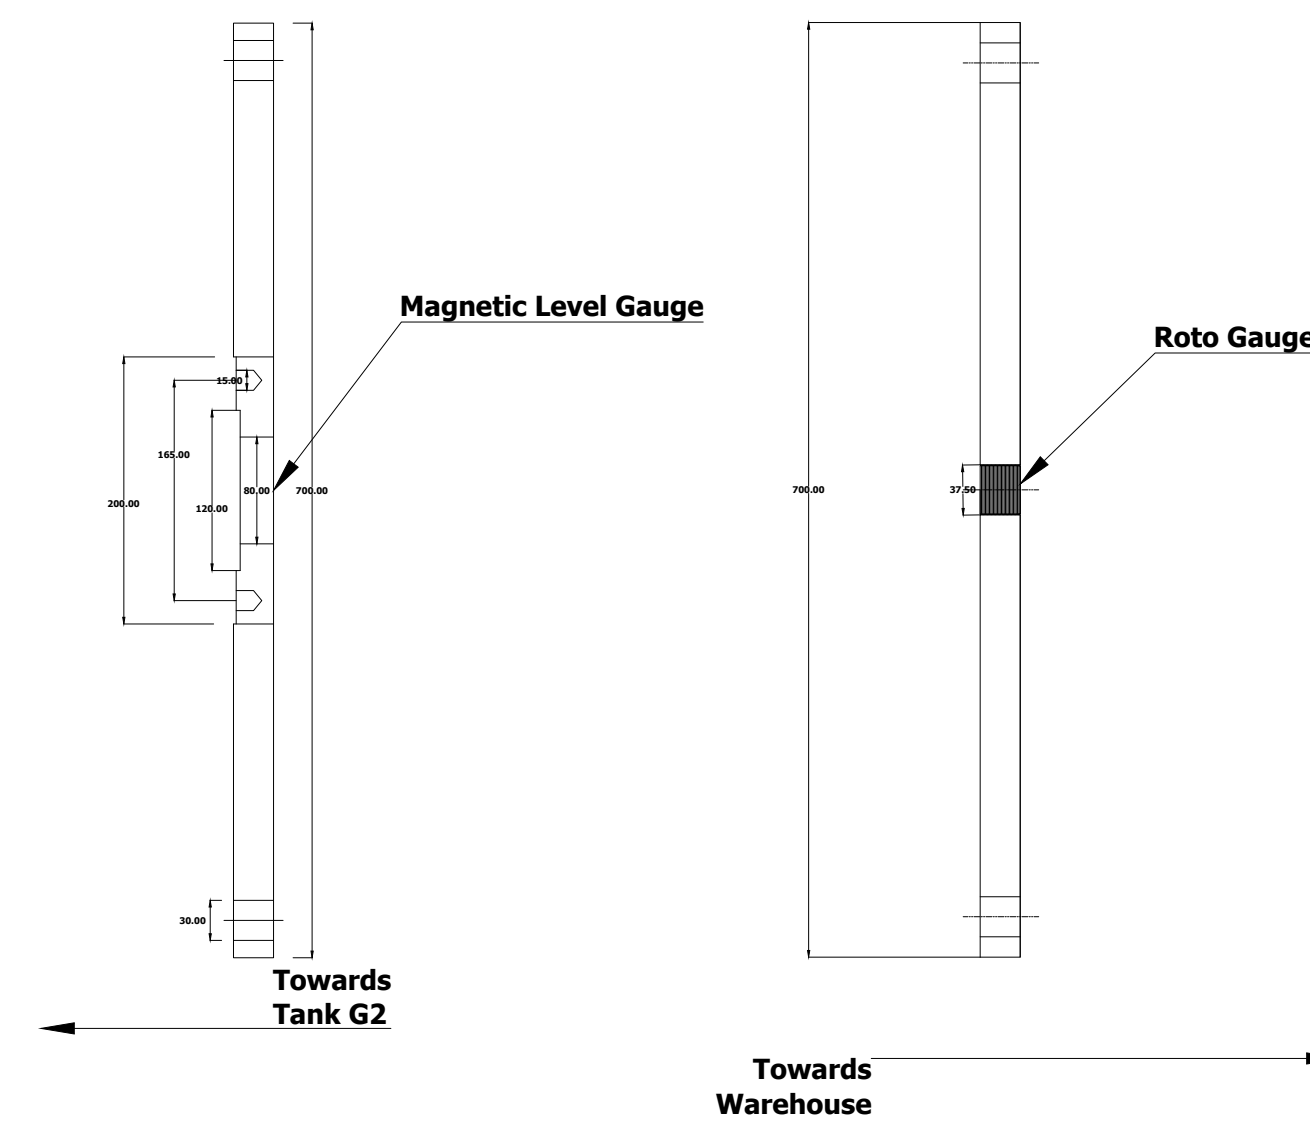 Magnetic Level Gauge
Roto Gauge
15.00
165.00
200.00
120.00
80.00
700.00
700.00
37.50
30.00
Towards
Tank G2
Towards
Warehouse